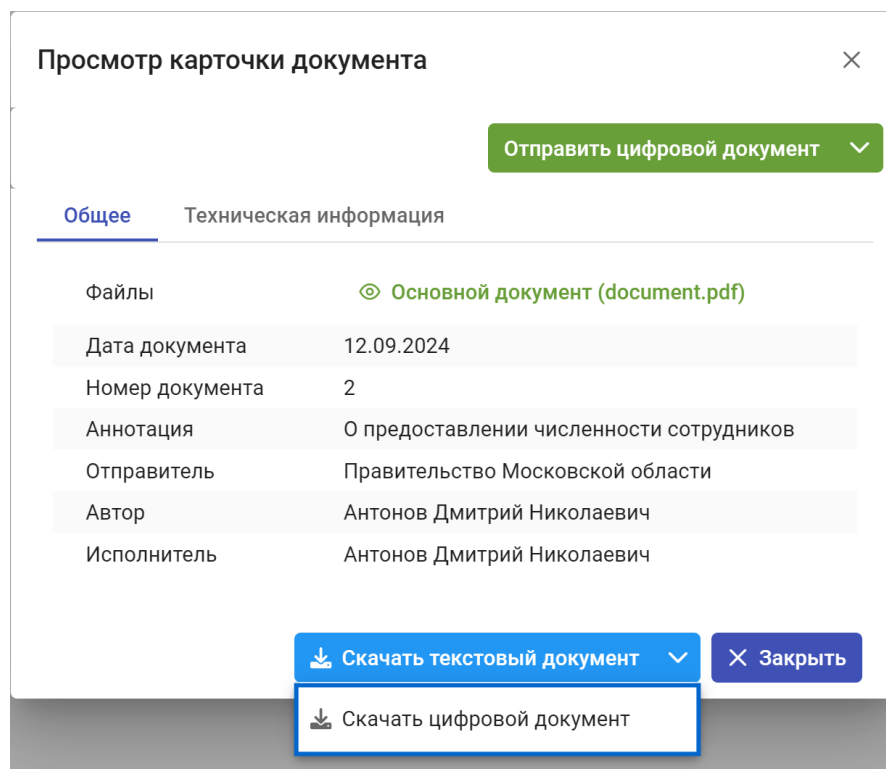 Просмотр карточки документа
Отправить цифровой документ
Общее Техническая информация
Файлы Основной документ (document.pdf)
Дата документа 12.09.2024
Номер документа 2
Аннотация О предоставлении численности сотрудников
Отправитель Правительство Московской области
Автор Антонов Дмитрий Николаевич
Исполнитель Антонов Дмитрий Николаевич
Скачать текстовый документ Закрыть
Скачать цифровой документ